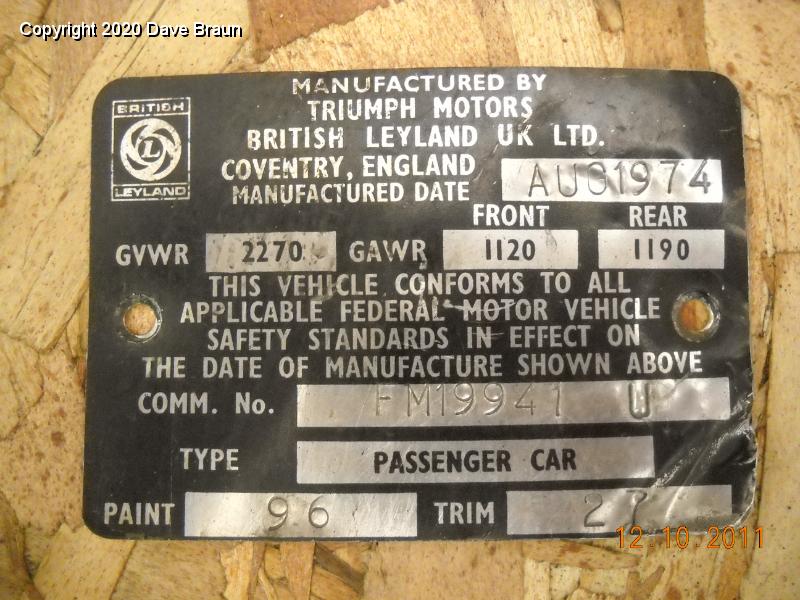 Copyright 2020 Dave Braun
MANUFACTURED BY
TRIUMPH MOTORS
BRITISH LEYLAND UK LTD.
COVENTRY, ENGLAND
MANUFACTURED DATE AUG1974
BRITISH
L
LEYLAND
FRONT REAR
GVWR 2270 GAWR 1120 1190
THIS VEHICLE CONFORMS TO ALL
APPLICABLE FEDERAL MOTOR VEHICLE
SAFETY STANDARDS IN EFFECT ON
THE DATE OF MANUFACTURE SHOWN ABOVE
COMM. No. FM19941 U
TYPE PASSENGER CAR
PAINT 96 TRIM 27
12.10.2011